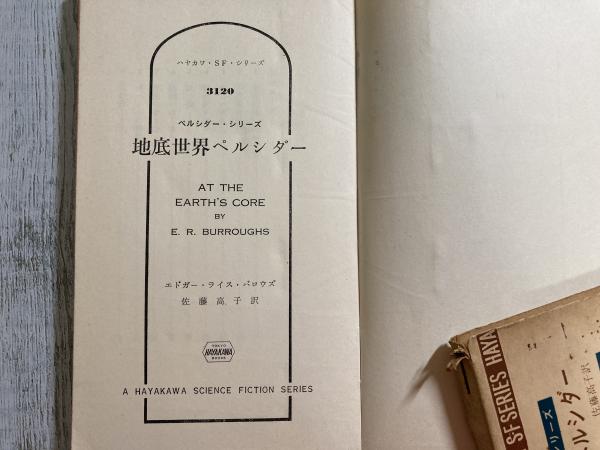 ハヤカワ・SF・シリーズ
3120
ペルシダー・シリーズ
地底世界ペルシダー
AT THE
EARTH'S CORE
BY
E. R. BURROUGHS
エドガー・ライス・バロウズ
佐藤高子訳
TOKYO
HAYAKAWA
BOOKS
A HAYAKAWA SCIENCE FICTION SERIES
S・F SERIES HAYA
リーズ
ルシダー
佐藤高子訳